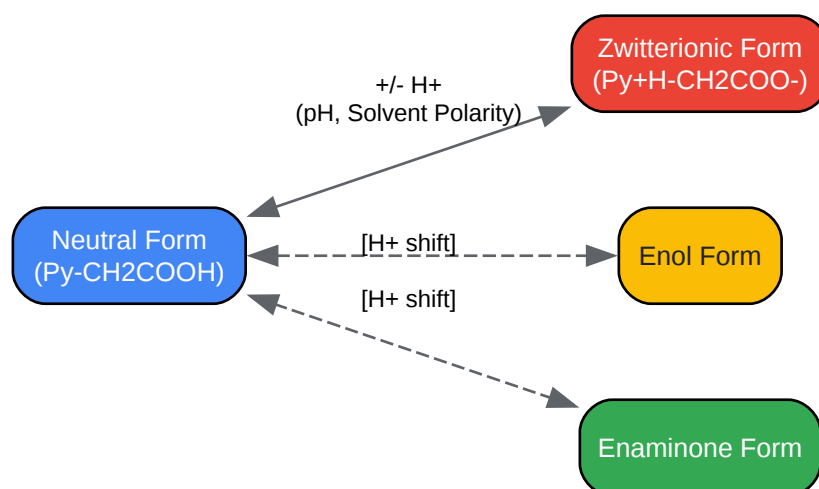 Zwitterionic Form
(Py+H-CH2COO-)
+/- H+
(pH, Solvent Polarity)
Neutral Form
(Py-CH2COOH)
[H+ shift]
Enol Form
[H+ shift]
Enaminone Form